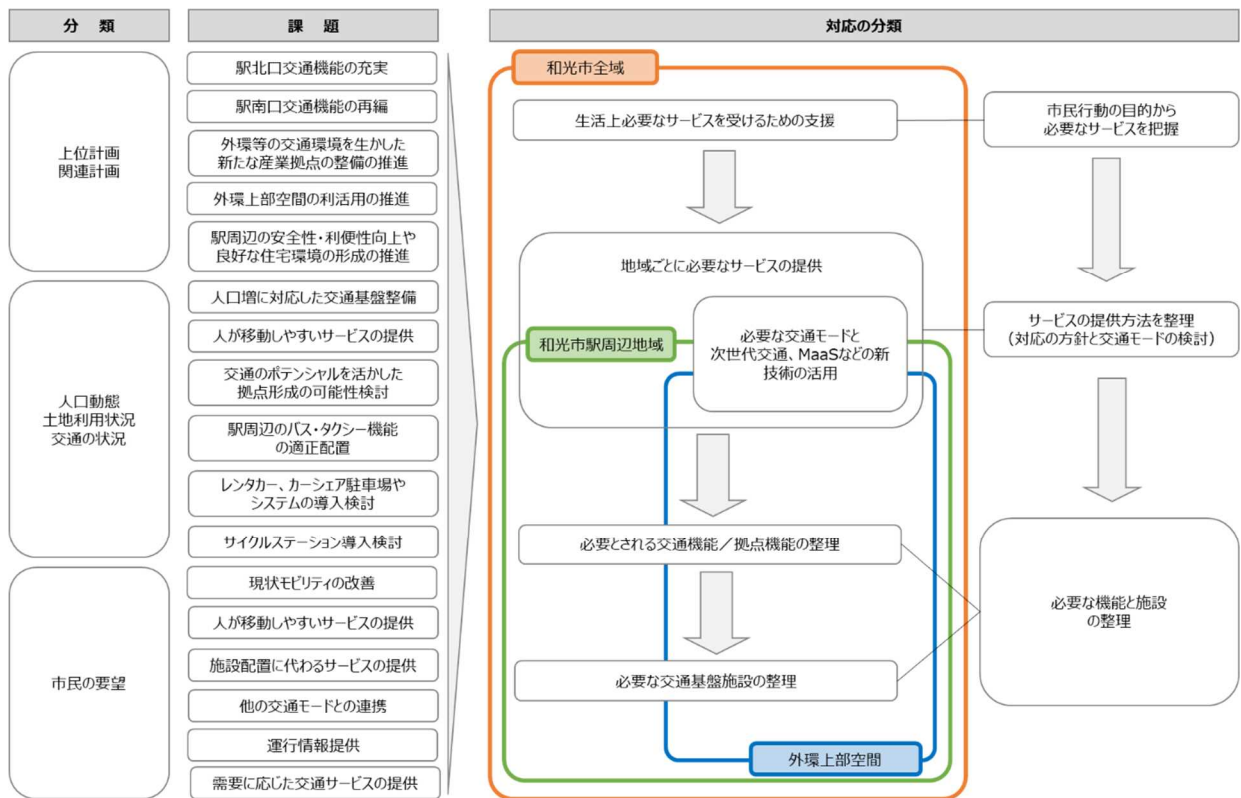 分　類
課　題
対応の分類
上位計画
関連計画
駅北口交通機能の充実
駅南口交通機能の再編
外環等の交通環境を生かした
新たな産業拠点の整備の推進
外環上部空間の利活用の推進
駅周辺の安全性・利便性向上や
良好な住宅環境の形成の推進
人口動態
土地利用状況
交通の状況
人口増に対応した交通基盤整備
人が移動しやすいサービスの提供
交通のポテンシャルを活かした
拠点形成の可能性検討
駅周辺のバス・タクシー機能
の適正配置
レンタカー、カーシェア駐車場や
システムの導入検討
サイクルステーション導入検討
市民の要望
現状モビリティの改善
人が移動しやすいサービスの提供
施設配置に代わるサービスの提供
他の交通モードとの連携
運行情報提供
需要に応じた交通サービスの提供
和光市全域
生活上必要なサービスを受けるための支援
地域ごとに必要なサービスの提供
和光市駅周辺地域
必要な交通モードと
次世代交通、MaaSなどの新
技術の活用
必要とされる交通機能／拠点機能の整理
必要な交通基盤施設の整理
外環上部空間
市民行動の目的から
必要なサービスを把握
サービスの提供方法を整理
（対応の方針と交通モードの検討）
必要な機能と施設
の整理